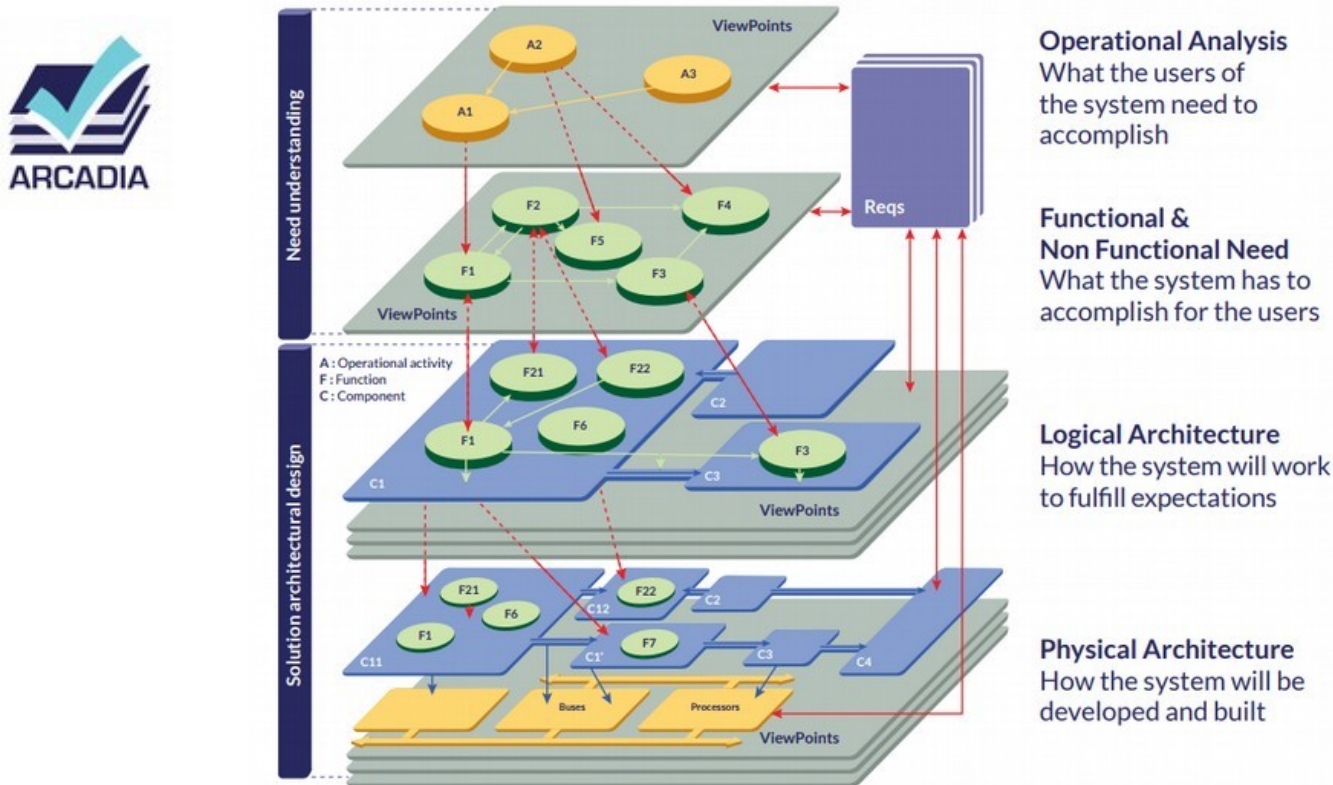 ARCADIA
Need understanding
ViewPoints
A2
A3
A1
Reqs
F2
F4
F5
F1
F3
ViewPoints
Operational Analysis
What the users of
the system need to
accomplish
Functional &
Non Functional Need
What the system has to
accomplish for the users
Solution architectural design
A : Operational activity
F : Function
C : Component
F21
F22
C2
F1
F6
F3
C1
C3
ViewPoints
Logical Architecture
How the system will work
to fulfill expectations
F21
F22
C2
F6
C12
F1
F7
C11
C1'
C3
C4
Buses
Processors
ViewPoints
Physical Architecture
How the system will be
developed and built